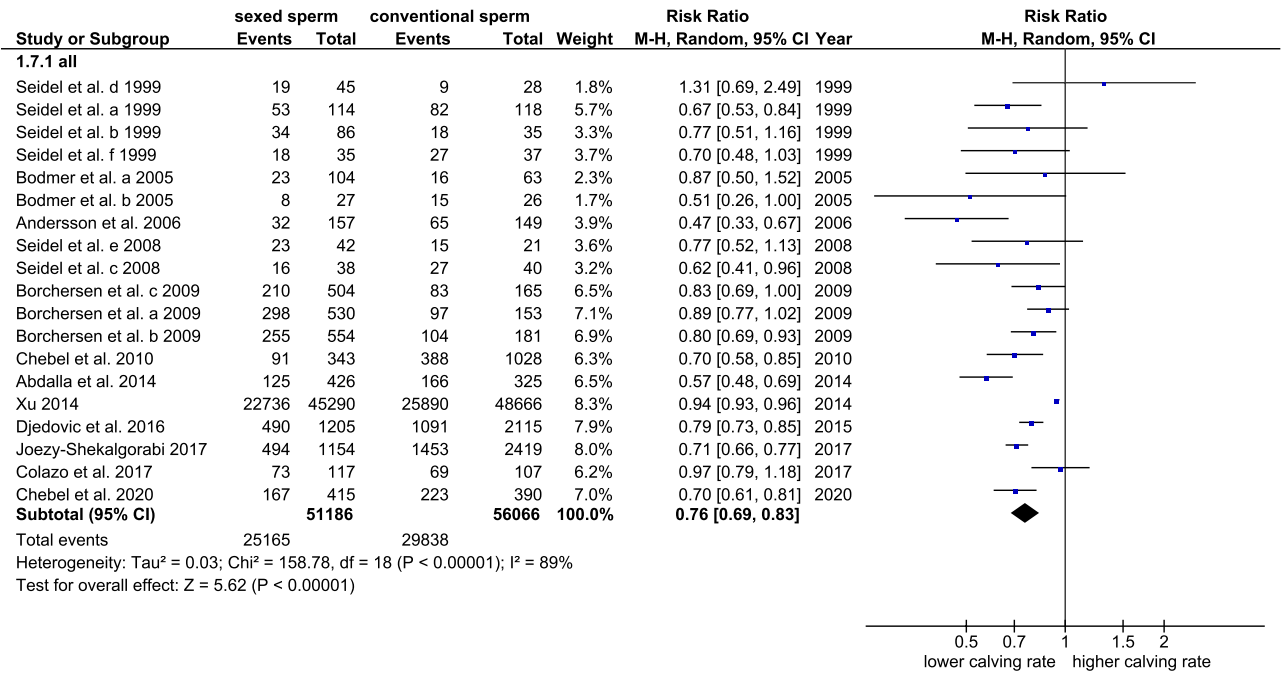 sexed sperm conventional sperm Risk Ratio Risk Ratio
Study or Subgroup Events Total Events Total Weight M-H, Random, 95% CI Year M-H, Random, 95% CI
1.7.1 all
Seidel et al. d 1999 19 45 9 28 1.8% 1.31 [0.69, 2.49] 1999
Seidel et al. a 1999 53 114 82 118 5.7% 0.67 [0.53, 0.84] 1999
Seidel et al. b 1999 34 86 18 35 3.3% 0.77 [0.51, 1.16] 1999
Seidel et al. f 1999 18 35 27 37 3.7% 0.70 [0.48, 1.03] 1999
Bodmer et al. a 2005 23 104 16 63 2.3% 0.87 [0.50, 1.52] 2005
Bodmer et al. b 2005 8 27 15 26 1.7% 0.51 [0.26, 1.00] 2005
Andersson et al. 2006 32 157 65 149 3.9% 0.47 [0.33, 0.67] 2006
Seidel et al. e 2008 23 42 15 21 3.6% 0.77 [0.52, 1.13] 2008
Seidel et al. c 2008 16 38 27 40 3.2% 0.62 [0.41, 0.96] 2008
Borchersen et al. c 2009 210 504 83 165 6.5% 0.83 [0.69, 1.00] 2009
Borchersen et al. a 2009 298 530 97 153 7.1% 0.89 [0.77, 1.02] 2009
Borchersen et al. b 2009 255 554 104 181 6.9% 0.80 [0.69, 0.93] 2009
Chebel et al. 2010 91 343 388 1028 6.3% 0.70 [0.58, 0.85] 2010
Abdalla et al. 2014 125 426 166 325 6.5% 0.57 [0.48, 0.69] 2014
Xu 2014 22736 45290 25890 48666 8.3% 0.94 [0.93, 0.96] 2014
Djedovic et al. 2016 490 1205 1091 2115 7.9% 0.79 [0.73, 0.85] 2015
Joezy-Shekalgorabi 2017 494 1154 1453 2419 8.0% 0.71 [0.66, 0.77] 2017
Colazo et al. 2017 73 117 69 107 6.2% 0.97 [0.79, 1.18] 2017
Chebel et al. 2020 167 415 223 390 7.0% 0.70 [0.61, 0.81] 2020
Subtotal (95% CI) 51186 56066 100.0% 0.76 [0.69, 0.83]
Total events 25165 29838
Heterogeneity: Tau² = 0.03; Chi² = 158.78, df = 18 (P < 0.00001); I² = 89%
Test for overall effect: Z = 5.62 (P < 0.00001)
0.5 0.7 1 1.5 2
lower calving rate higher calving rate